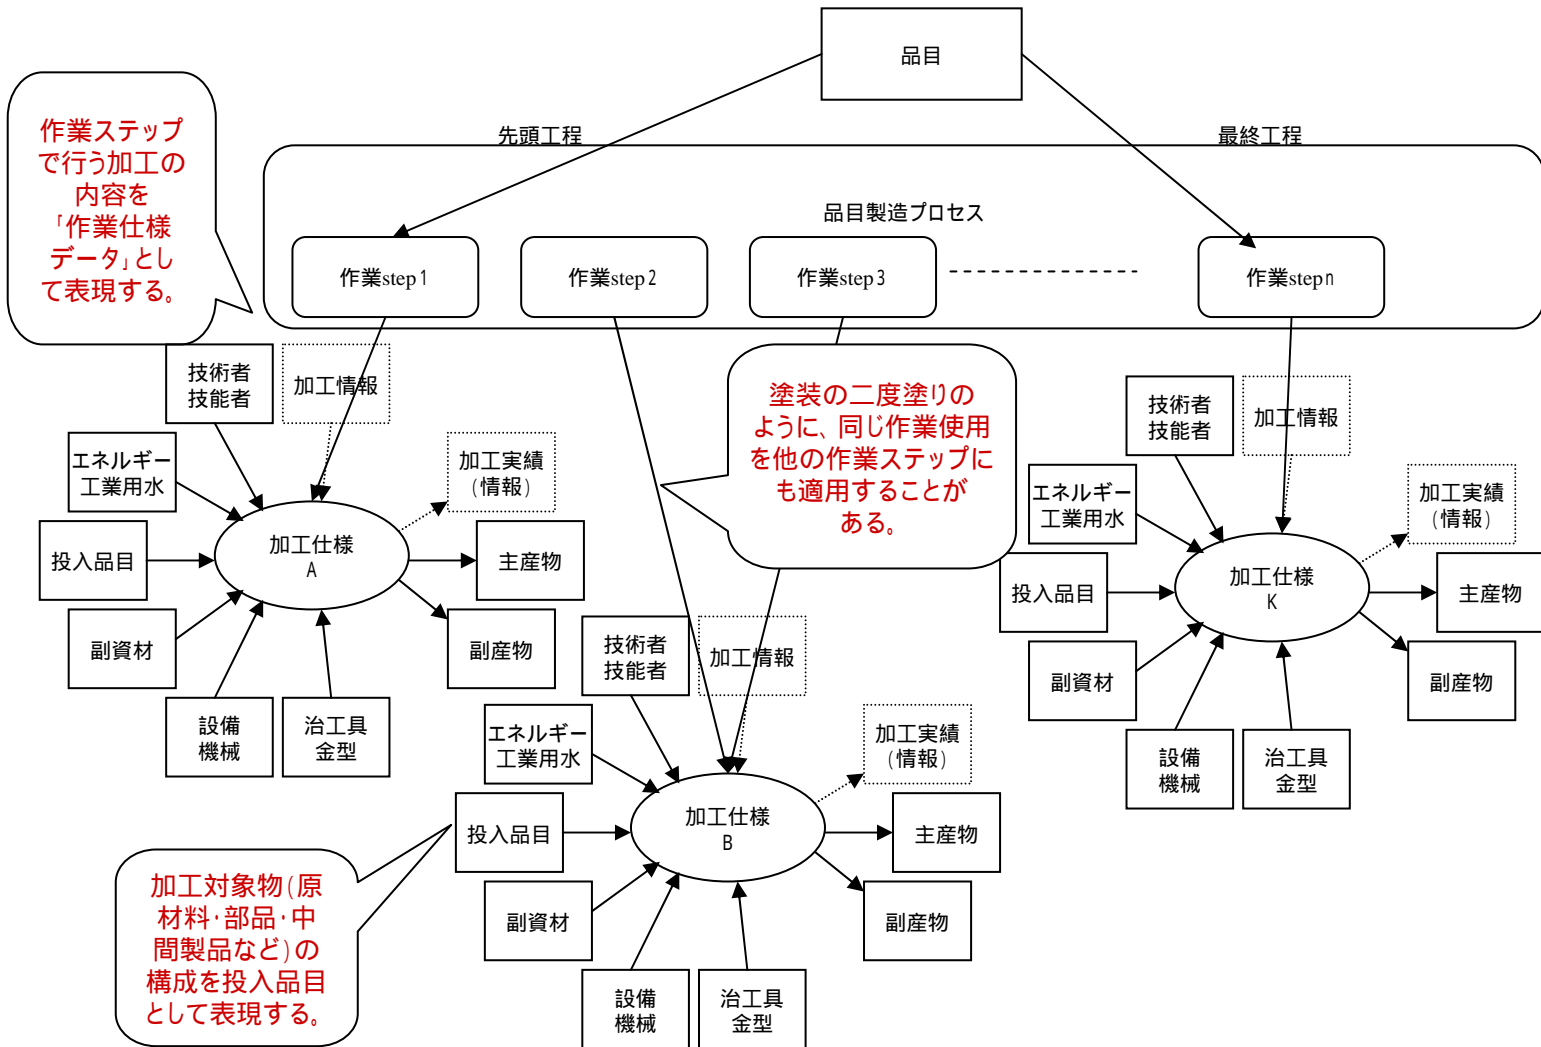 品目
先頭工程
最終工程
作業ステップ
で行う加工の
内容を
「作業仕様
データ」とし
て表現する。
品目製造プロセス
作業step1
作業step2
作業step3
作業stepn
技術者
技能者
加工情報
エネルギー
工業用水
加工実績
(情報)
投入品目
加工仕様
A
主産物
副資材
副産物
設備
機械
治工具
金型
塗装の二度塗りの
ように、同じ作業使用
を他の作業ステップに
も適用することが
ある。
技術者
技能者
加工情報
エネルギー
工業用水
加工実績
(情報)
投入品目
加工仕様
K
主産物
副資材
副産物
設備
機械
治工具
金型
技術者
技能者
加工情報
エネルギー
工業用水
加工実績
(情報)
投入品目
加工仕様
B
主産物
副資材
副産物
設備
機械
治工具
金型
加工対象物(原
材料・部品・中
間製品など)の
構成を投入品目
として表現する。